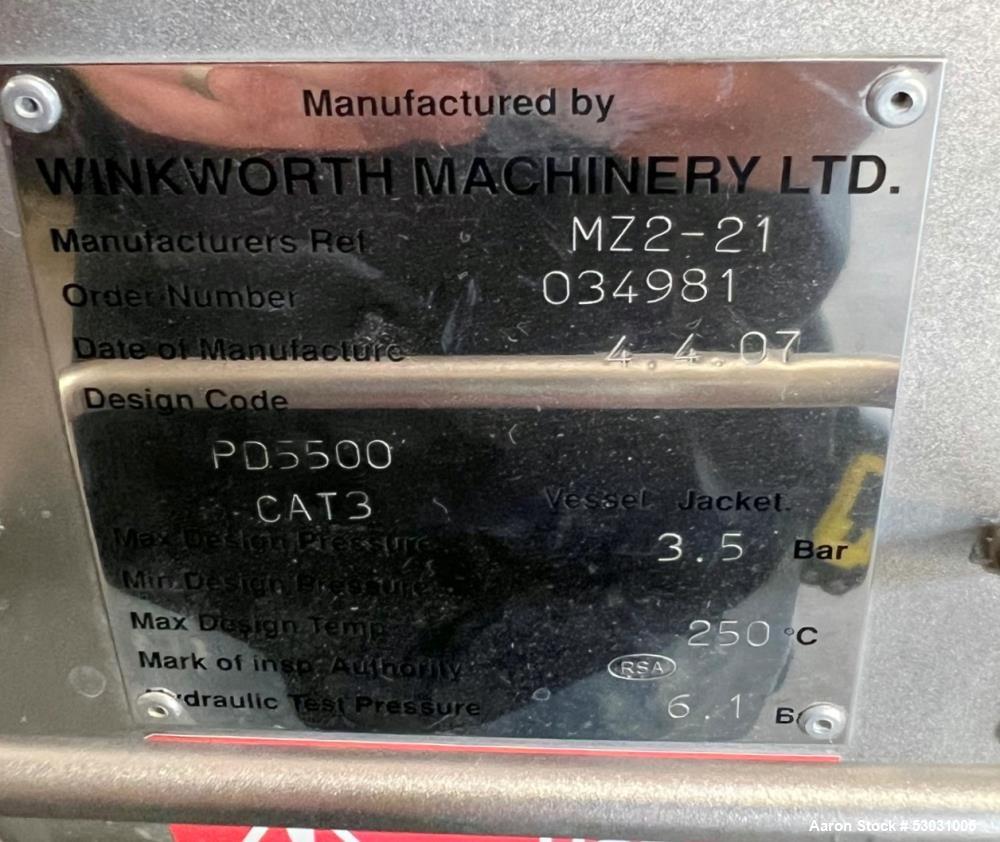 Manufactured by
WINKWORTH MACHINERY LTD.
Manufacturers Ref MZ2-21
Order Number 034981
Date of Manufacture 4.4.07
Design Code
PD5500
CAT3
Vessel Jacket.
Max Design Pressure 3.5 Bar
Min Design Pressure
Max Design Temp 250 °C
Mark of insp Authority RSA
Hydraulic Test Pressure 6.1 Bar
Aaron Stock # 53031005